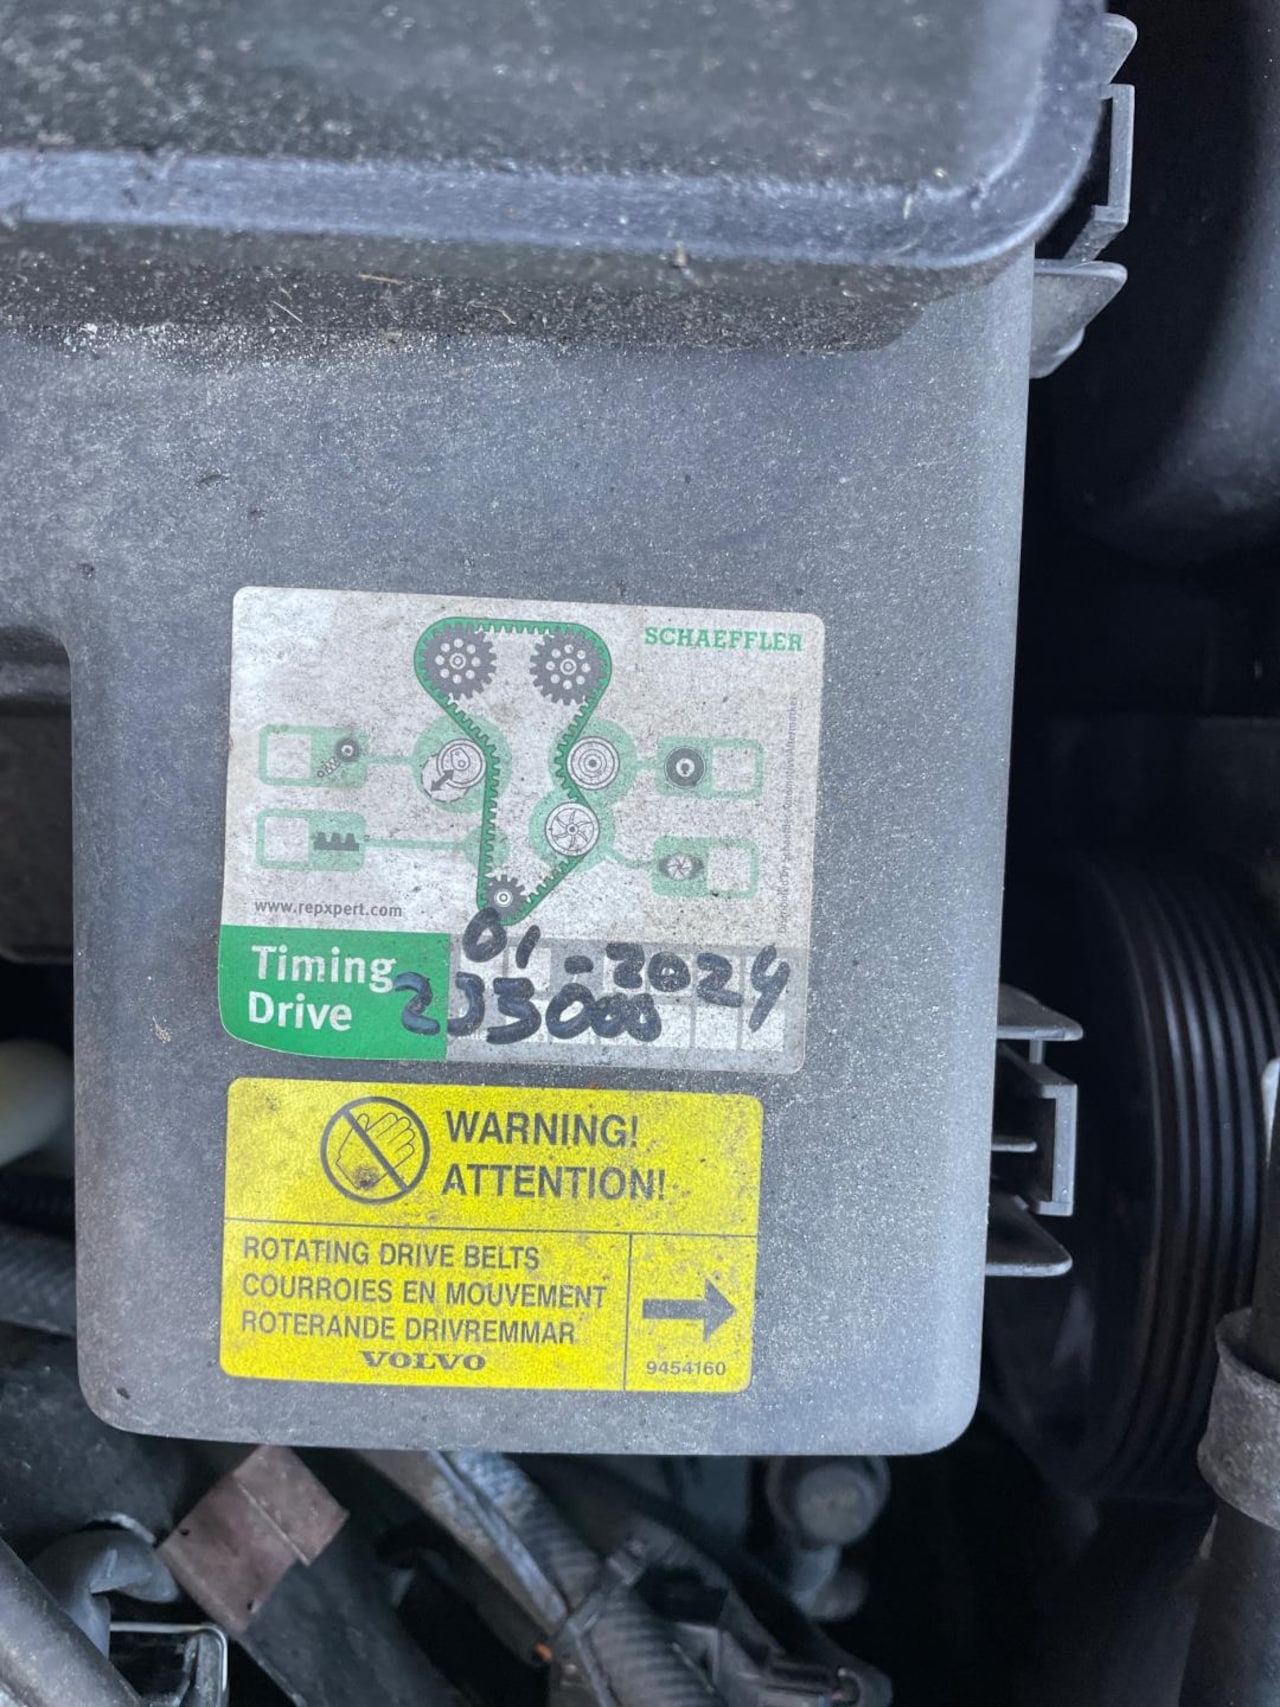 SCHAEFFLER
www.repxpert.com
Timing
Drive
01 - 2024
233000
WARNING!
ATTENTION!
ROTATING DRIVE BELTS
COURROIES EN MOUVEMENT
ROTERANDE DRIVREMMAR
VOLVO
9454160